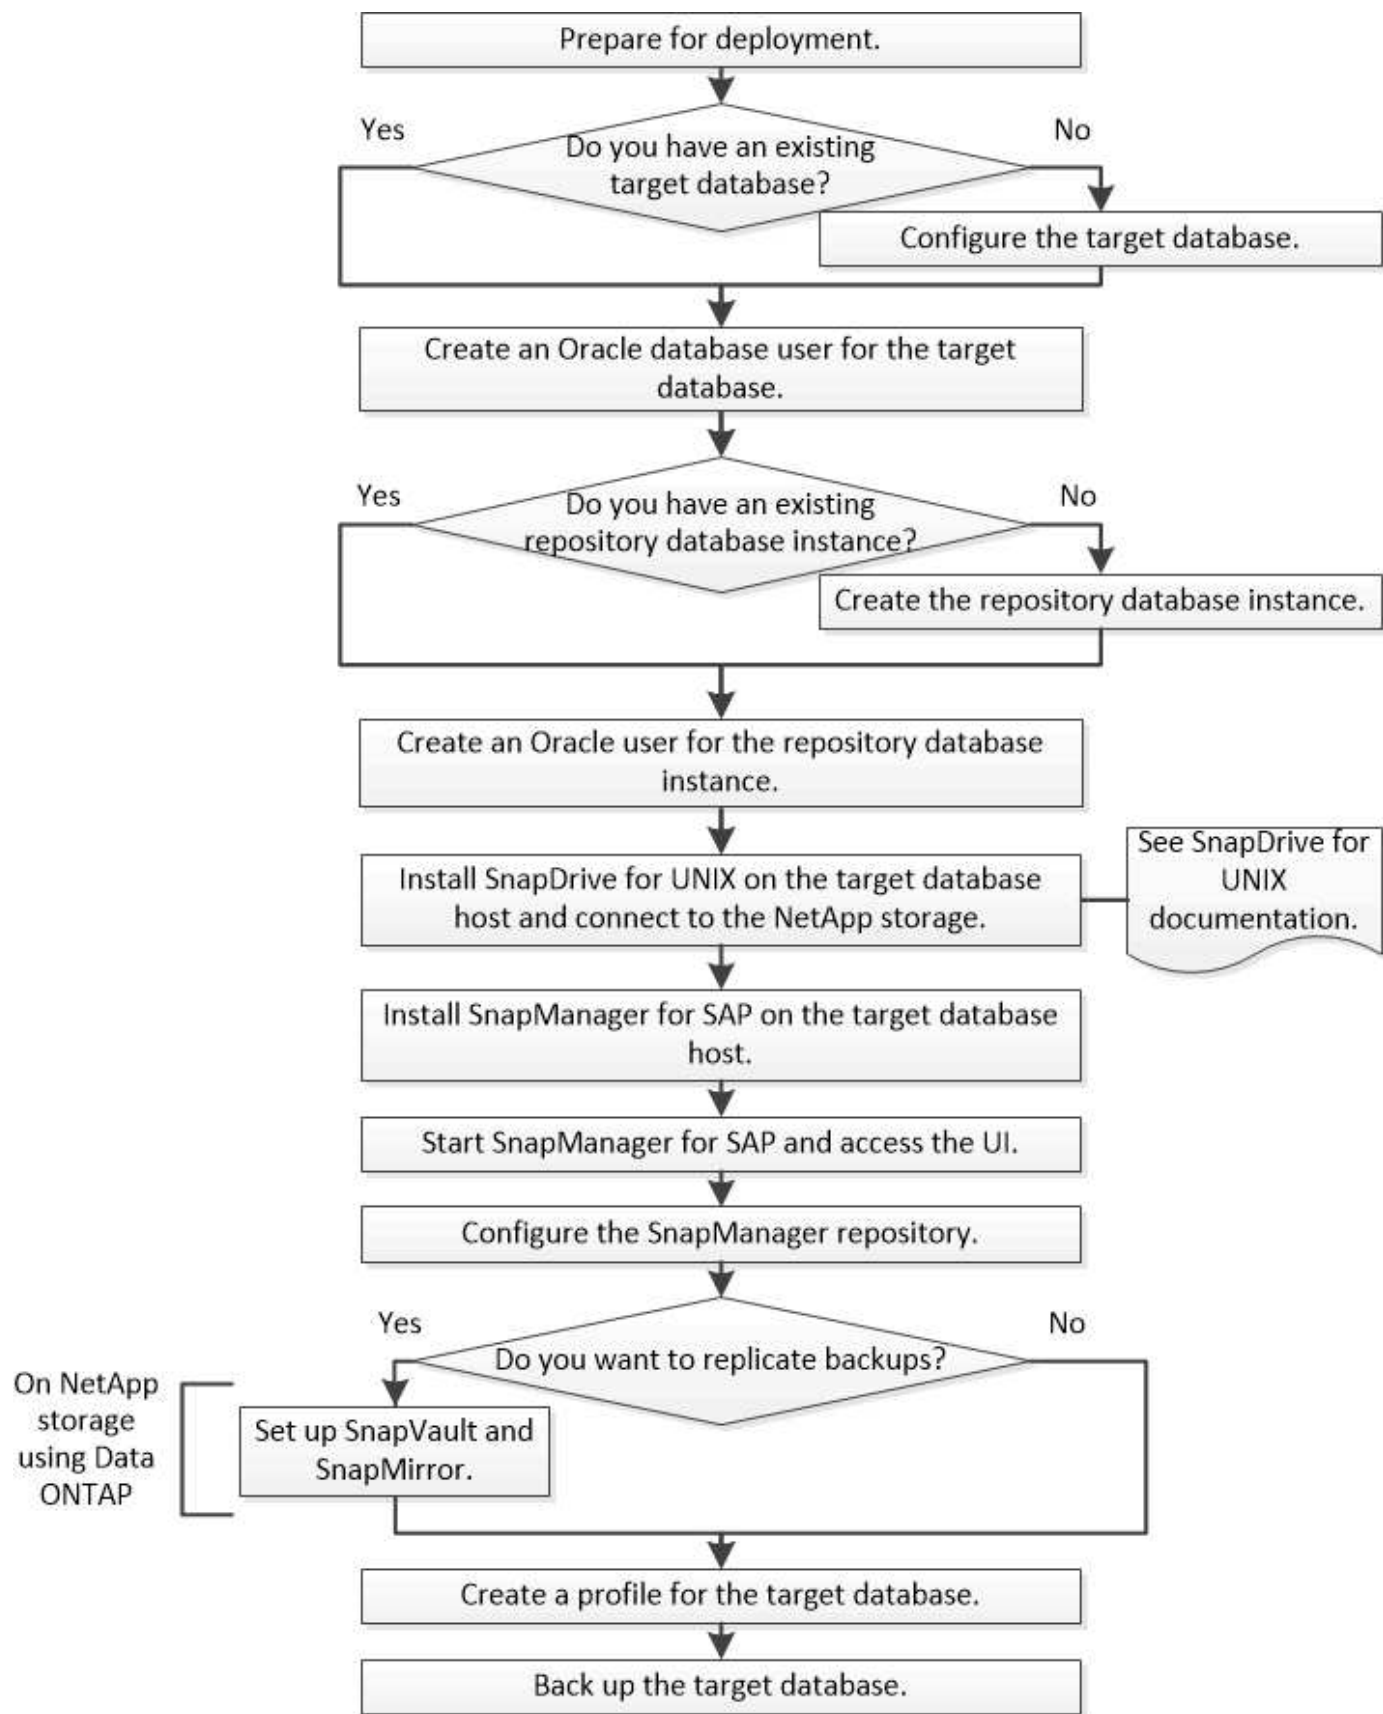 Prepare for deployment.
Yes
No
Do you have an existing
target database?
Configure the target database.
Create an Oracle database user for the target
database.
Yes
No
Do you have an existing
repository database instance?
Create the repository database instance.
Create an Oracle user for the repository database
instance.
Install SnapDrive for UNIX on the target database
host and connect to the NetApp storage.
See SnapDrive for
UNIX
documentation.
Install SnapManager for SAP on the target database
host.
Start SnapManager for SAP and access the UI.
Configure the SnapManager repository.
Yes
No
Do you want to replicate backups?
On NetApp
storage
using Data
ONTAP
Set up SnapVault and
SnapMirror.
Create a profile for the target database.
Back up the target database.